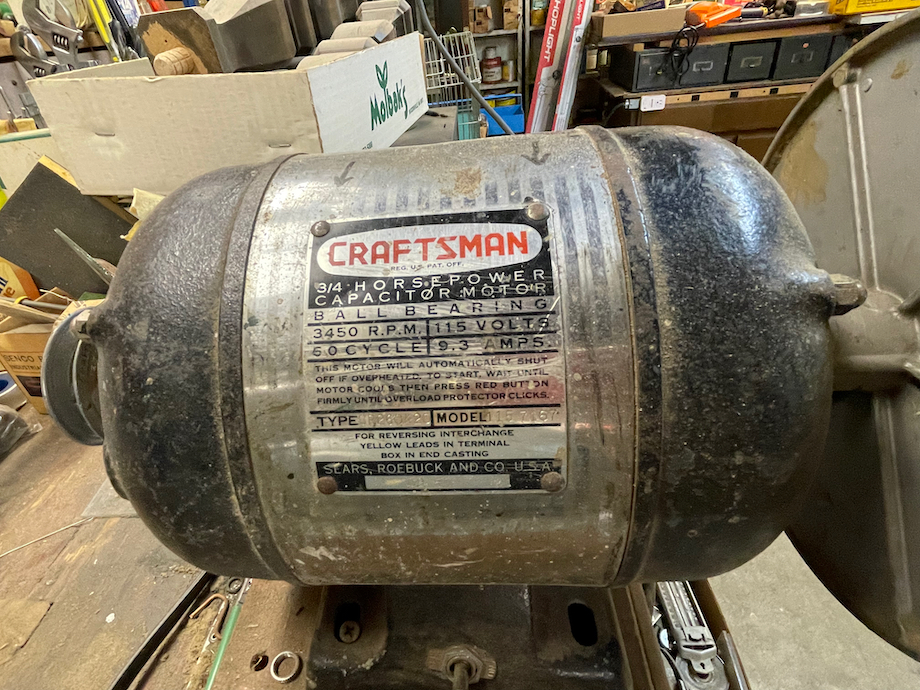 Molbak's
SHOPLIGHT
CRAFTSMAN
REG. U.S. PAT. OFF.
3/4 HORSEPOWER
CAPACITOR MOTOR
BALL BEARING
3450 R.P.M. 115 VOLTS
60 CYCLE 9.3 AMPS.
THIS MOTOR WILL AUTOMATICALLY SHUT
OFF IF OVERHEATED. TO START, WAIT UNTIL
MOTOR COOLS THEN PRESS RED BUTTON
FIRMLY UNTIL OVERLOAD PROTECTOR CLICKS.
TYPE MODEL
FOR REVERSING INTERCHANGE
YELLOW LEADS IN TERMINAL
BOX IN END CASTING
SEARS, ROEBUCK AND CO. U.S.A.
SENCO